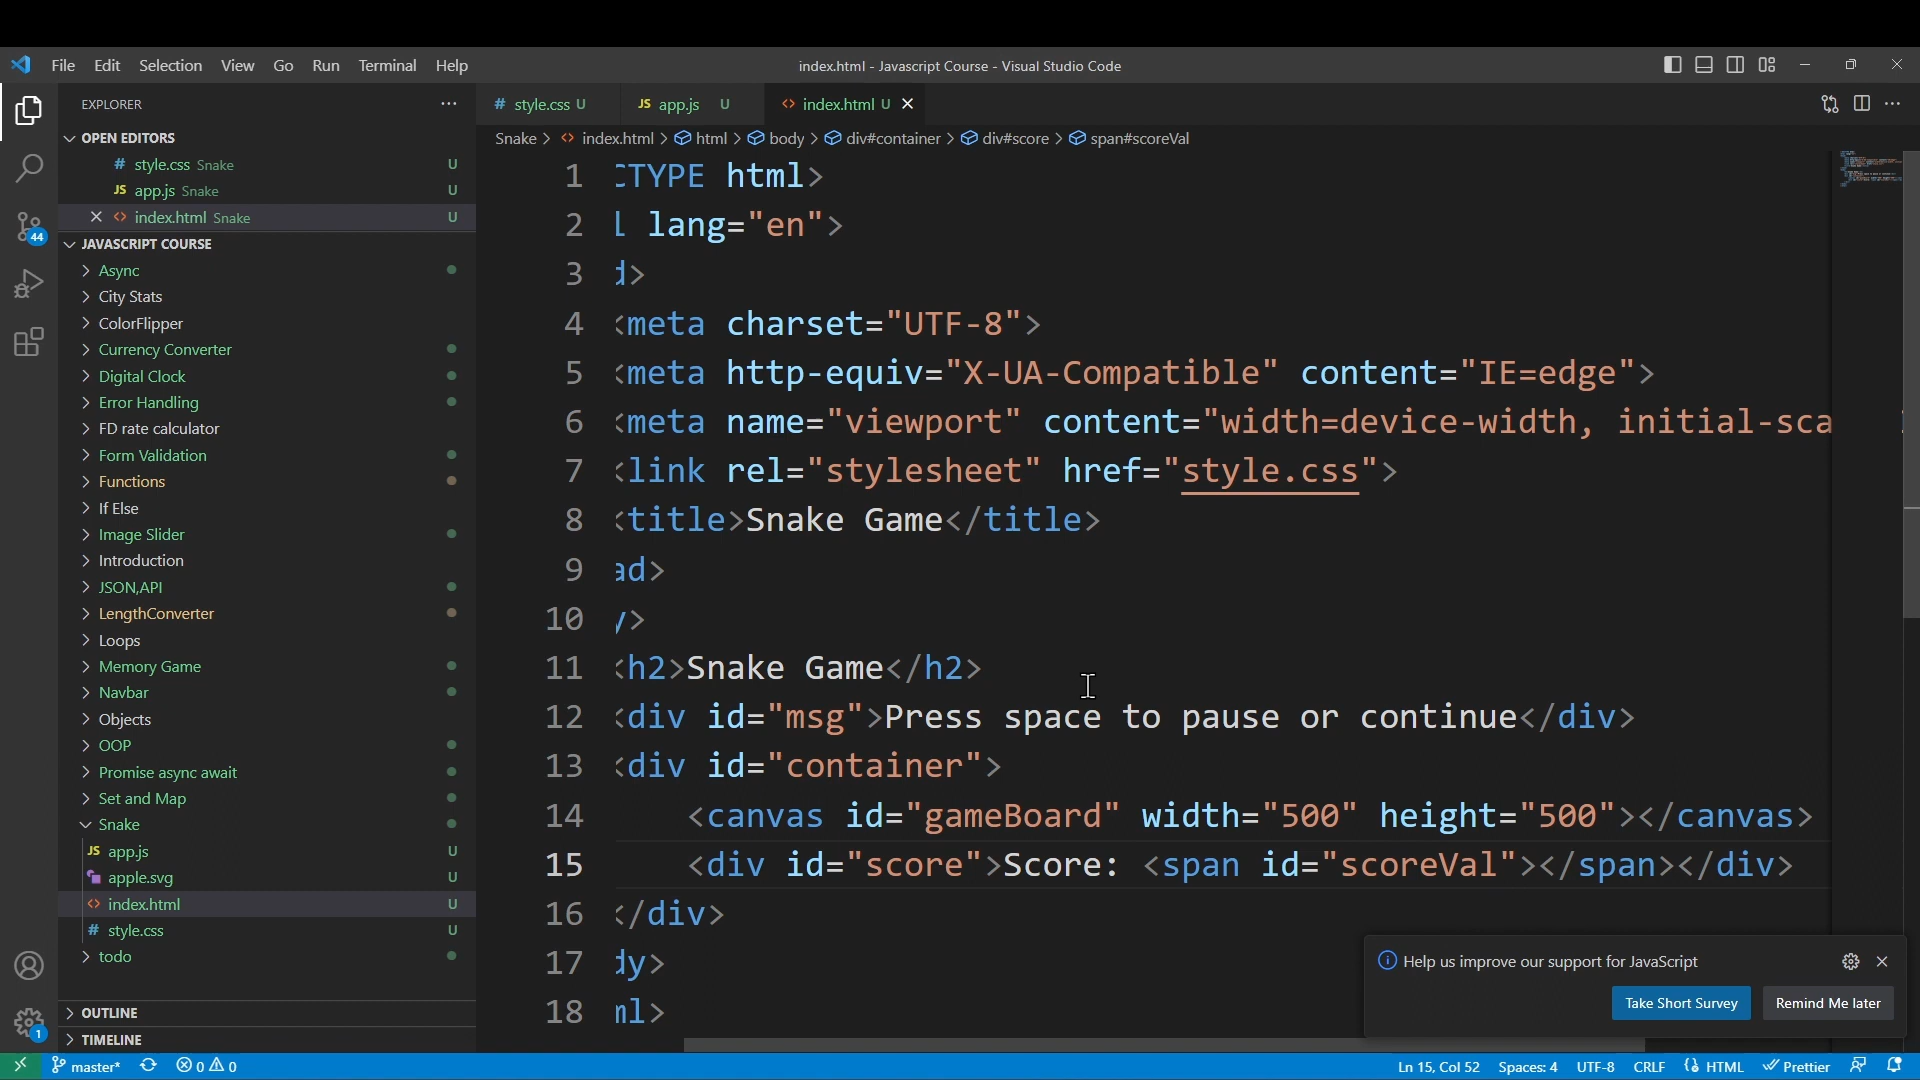 File Edit Selection View Go Run Terminal Help
index.html - Javascript Course - Visual Studio Code
EXPLORER
OPEN EDITORS
# style.css Snake U
JS app.js Snake U
<> index.html Snake U
44
JAVASCRIPT COURSE
Async
City Stats
ColorFlipper
Currency Converter
Digital Clock
Error Handling
FD rate calculator
Form Validation
Functions
If Else
Image Slider
Introduction
JSON,API
LengthConverter
Loops
Memory Game
Navbar
Objects
OOP
Promise async await
Set and Map
Snake
JS app.js U
apple.svg U
<> index.html U
# style.css U
todo
OUTLINE
1
TIMELINE
# style.css U JS app.js U <> index.html U
Snake > <> index.html > html > body > div#container > div#score > span#scoreVal
1 CTYPE html>
2 l lang="en">
3 d>
4 <meta charset="UTF-8">
5 <meta http-equiv="X-UA-Compatible" content="IE=edge">
6 <meta name="viewport" content="width=device-width, initial-sca
7 <link rel="stylesheet" href="style.css">
8 <title>Snake Game</title>
9 ad>
10 y>
11 <h2>Snake Game</h2>
12 <div id="msg">Press space to pause or continue</div>
13 <div id="container">
14 <canvas id="gameBoard" width="500" height="500"></canvas>
15 <div id="score">Score: <span id="scoreVal"></span></div>
16 </div>
17 dy>
18 ml>
Help us improve our support for JavaScript
Take Short Survey Remind Me later
master* 0 0 Ln 15, Col 52 Spaces: 4 UTF-8 CRLF {} HTML Prettier